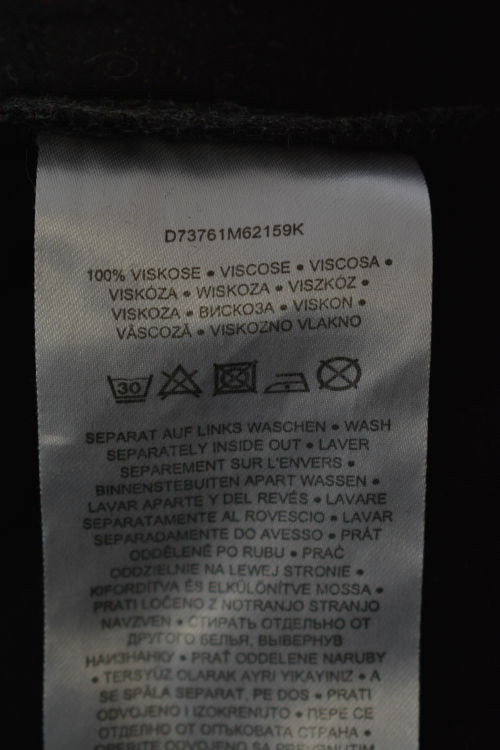 D73761M62159K
100% VISKOSE • VISCOSE • VISCOSA •
VISKÓZA • WISKOZA • VISZKÓZ •
VISKOZA • ВИСКОЗА • VISKON •
VÂSCOZĂ • VISKOZNO VLAKNO
30
SEPARAT AUF LINKS WASCHEN • WASH
SEPARATELY INSIDE OUT • LAVER
SEPAREMENT SUR L'ENVERS •
BINNENSTEBUITEN APART WASSEN •
LAVAR APARTE Y DEL REVÉS • LAVARE
SEPARATAMENTE AL ROVESCIO • LAVAR
SEPARADAMENTE DO AVESSO • PRÁT
ODDĚLENĚ PO RUBU • PRAĆ
ODDZIELNIE NA LEWEJ STRONIE •
KIFORDÍTVA ÉS ELKÜLÖNÍTVE MOSSA •
PRATI LOČENO Z NOTRANJO STRANJO
NAVZVEN • СТИРАТЬ ОТДЕЛЬНО ОТ
ДРУГОГО БЕЛЬЯ, ВЫВЕРНУВ
НАИЗНАНКУ • PRAŤ ODDELENE NARUBY
• TERSYÜZ OLARAK AYRI YIKAYINIZ • A
SE SPĂLA SEPARAT, PE DOS • PRATI
ODVOJENO I IZOKRENUTO • ПЕРЕ СЕ
ОТДЕЛНО ОТ ОПЪКОВАТА СТРАНА •